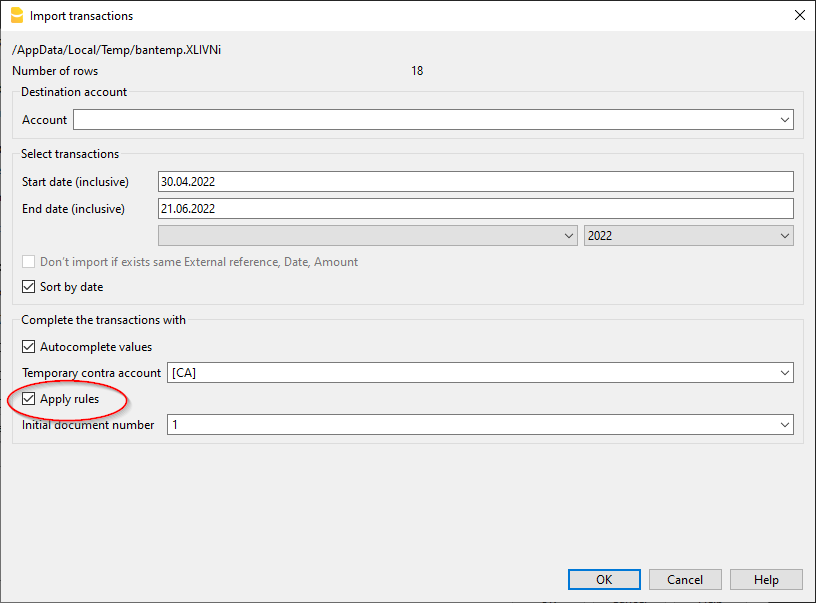 Import transactions
/AppData/Local/Temp/bantemp.XLIVNi
Number of rows 18
Destination account
Account
Select transactions
Start date (inclusive) 30.04.2022
End date (inclusive) 21.06.2022
2022
Don't import if exists same External reference, Date, Amount
Sort by date
Complete the transactions with
Autocomplete values
Temporary contra account [CA]
Apply rules
Initial document number 1
OK Cancel Help